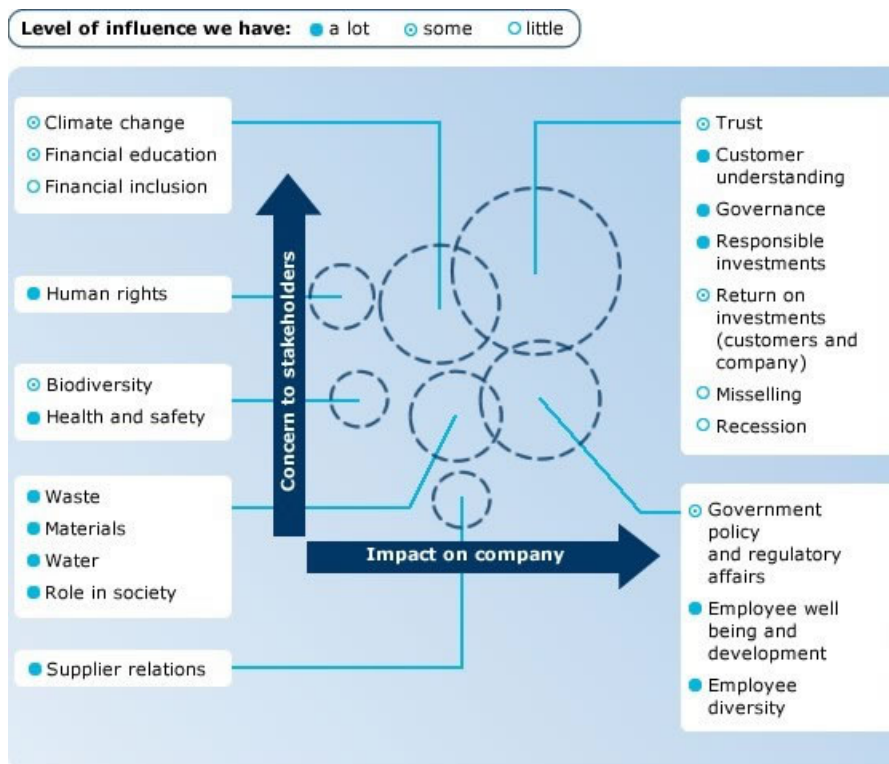 Level of influence we have: a lot some little
Climate change
Financial education
Financial inclusion
Human rights
Biodiversity
Health and safety
Waste
Materials
Water
Role in society
Supplier relations
Concern to stakeholders
Impact on company
Trust
Customer
understanding
Governance
Responsible
investments
Return on
investments
(customers and
company)
Misselling
Recession
Government
policy
and regulatory
affairs
Employee well
being and
development
Employee
diversity